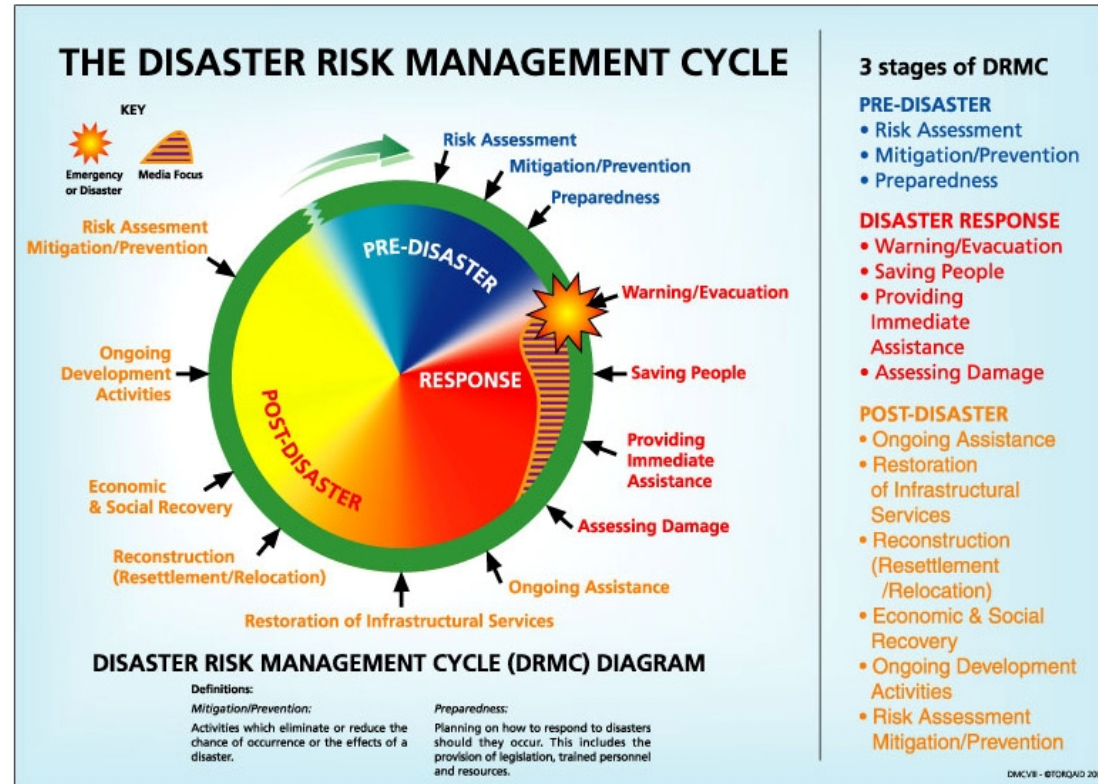 THE DISASTER RISK MANAGEMENT CYCLE
KEY
Emergency
or Disaster
Media Focus
Risk Assessment
Mitigation/Prevention
Preparedness
Warning/Evacuation
Saving People
Providing
Immediate
Assistance
Assessing Damage
Ongoing Assistance
Restoration of Infrastructural Services
Reconstruction
(Resettlement/Relocation)
Economic
& Social Recovery
Ongoing
Development
Activities
Risk Assesment
Mitigation/Prevention
PRE-DISASTER
RESPONSE
POST-DISASTER
DISASTER RISK MANAGEMENT CYCLE (DRMC) DIAGRAM
Definitions:
Mitigation/Prevention:
Activities which eliminate or reduce the
chance of occurrence or the effects of a
disaster.
Preparedness:
Planning on how to respond to disasters
should they occur. This includes the
provision of legislation, trained personnel
and resources.
3 stages of DRMC
PRE-DISASTER
• Risk Assessment
• Mitigation/Prevention
• Preparedness
DISASTER RESPONSE
• Warning/Evacuation
• Saving People
• Providing
Immediate
Assistance
• Assessing Damage
POST-DISASTER
• Ongoing Assistance
• Restoration
of Infrastructural
Services
• Reconstruction
(Resettlement
/Relocation)
• Economic & Social
Recovery
• Ongoing Development
Activities
• Risk Assessment
Mitigation/Prevention
©TORQAID